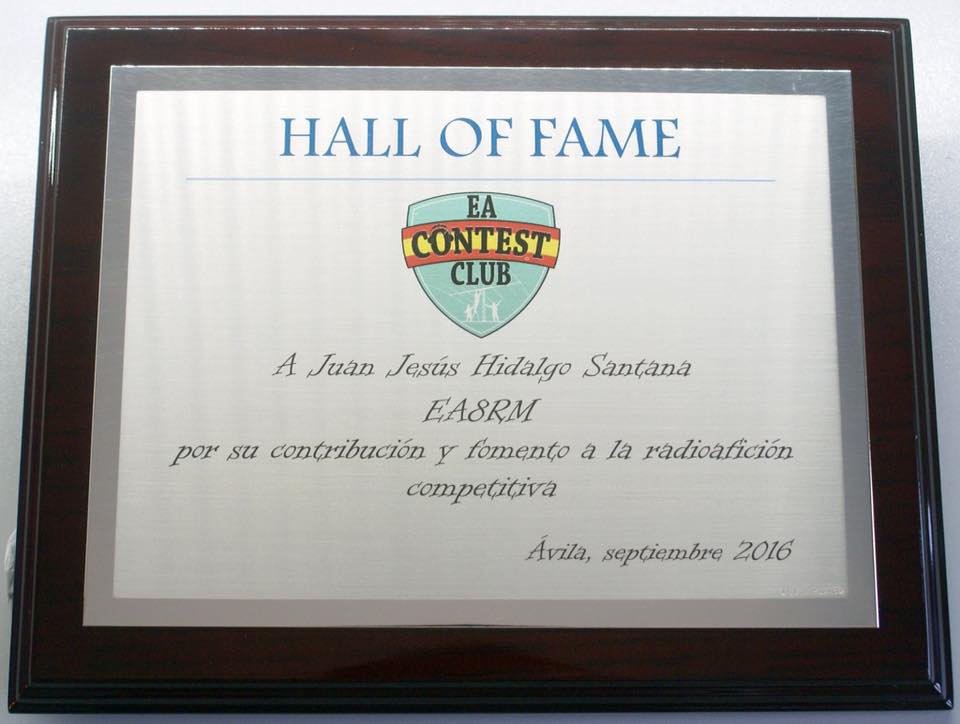 HALL OF FAME
EA
CONTEST
CLUB
A Juan Jesús Hidalgo Santana
EA8RM
por su contribución y fomento a la radioafición
competitiva
Ávila, septiembre 2016